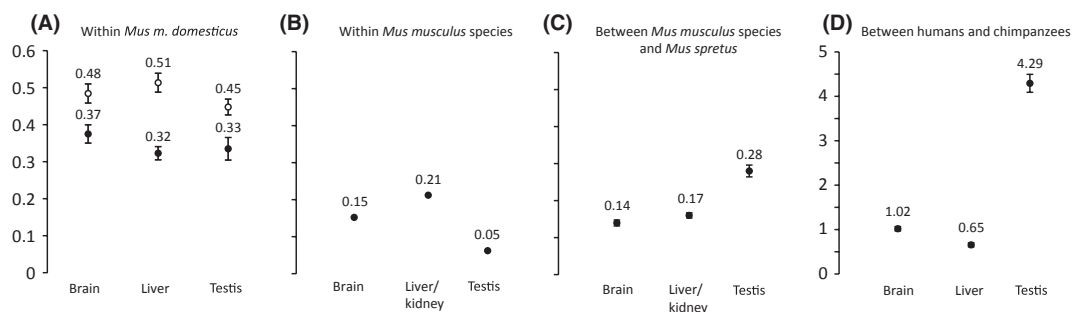 (A) Within Mus m. domesticus
0.6
0.5
0.4
0.3
0.2
0.1
0
0.48
0.51
0.45
0.37
0.32
0.33
Brain Liver Testis
(B) Within Mus musculus species
0.15
0.21
0.05
Brain Liver/ Testis
kidney
(C) Between Mus musculus species
and Mus spretus
0.14
0.17
0.28
Brain Liver/ Testis
kidney
(D) Between humans and chimpanzees
5
4
3
2
1
0
1.02
0.65
4.29
Brain Liver Testis